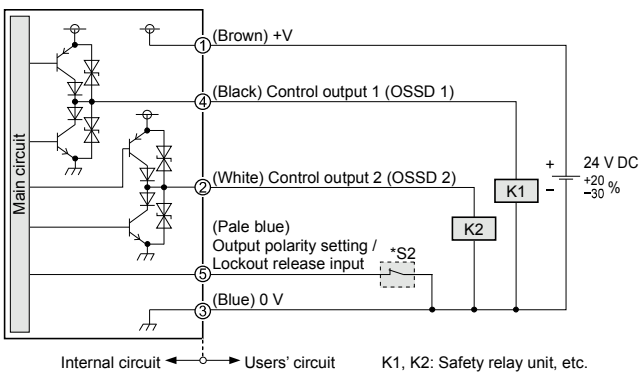 Main circuit
① (Brown) +V
④ (Black) Control output 1 (OSSD 1)
② (White) Control output 2 (OSSD 2)
(Pale blue)
Output polarity setting /
⑤ Lockout release input
*S2
③ (Blue) 0 V
K1
K2
+
−
24 V DC
+20
−30 %
Internal circuit
Users' circuit
K1, K2: Safety relay unit, etc.